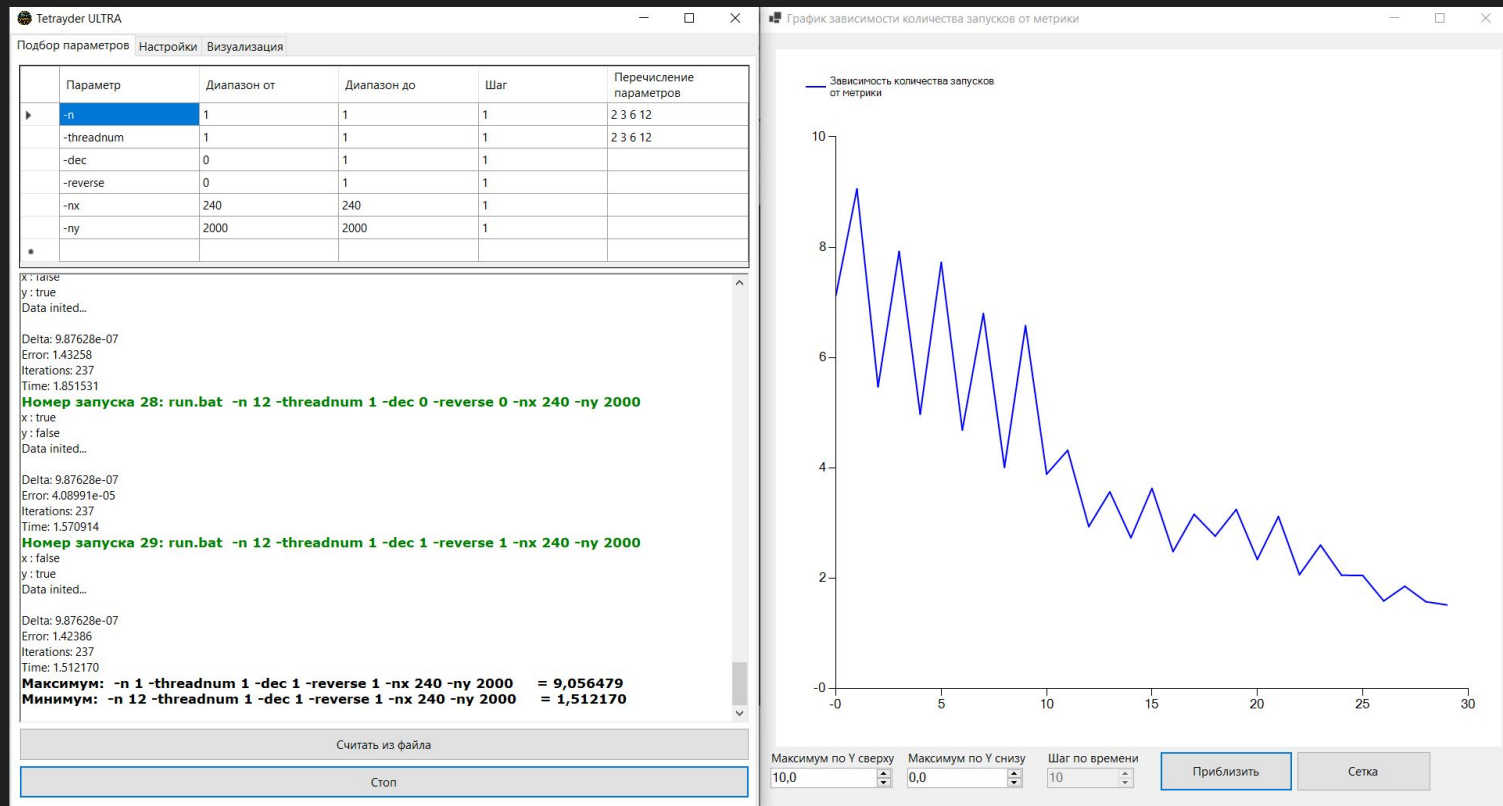 Tetrayder ULTRA
Подбор параметров Настройки Визуализация
Параметр Диапазон от Диапазон до Шаг Перечисление
параметров
-n 1 1 1 2 3 6 12
-threadnum 1 1 1 2 3 6 12
-dec 0 1 1
-reverse 0 1 1
-nx 240 240 1
-ny 2000 2000 1
x : false
y : true
Data inited...
Delta: 9.87628e-07
Error: 1.43258
Iterations: 237
Time: 1.851531
Номер запуска 28: run.bat -n 12 -threadnum 1 -dec 0 -reverse 0 -nx 240 -ny 2000
x : true
y : false
Data inited...
Delta: 9.87628e-07
Error: 4.08991e-05
Iterations: 237
Time: 1.570914
Номер запуска 29: run.bat -n 12 -threadnum 1 -dec 1 -reverse 1 -nx 240 -ny 2000
x : false
y : true
Data inited...
Delta: 9.87628e-07
Error: 1.42386
Iterations: 237
Time: 1.512170
Максимум: -n 1 -threadnum 1 -dec 1 -reverse 1 -nx 240 -ny 2000 = 9,056479
Минимум: -n 12 -threadnum 1 -dec 1 -reverse 1 -nx 240 -ny 2000 = 1,512170
Считать из файла
Стоп
График зависимости количества запусков от метрики
Зависимость количества запусков
от метрики
10
8
6
4
2
-0
-0 5 10 15 20 25 30
Максимум по Y сверху Максимум по Y снизу Шаг по времени
10,0 0,0 10 Приблизить Сетка